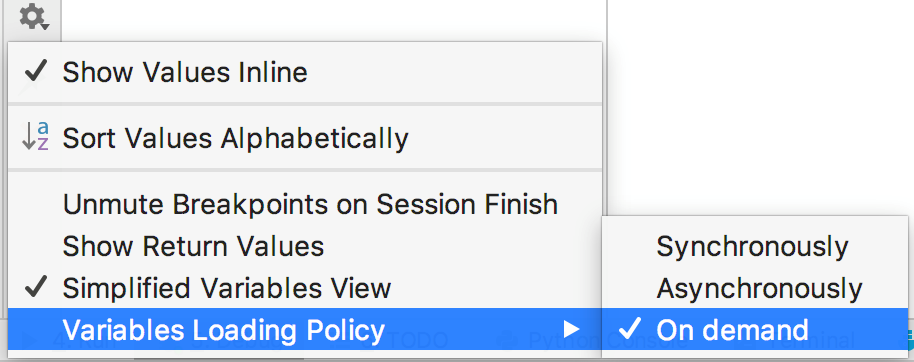 Show Values Inline
Sort Values Alphabetically
Unmute Breakpoints on Session Finish
Show Return Values
Simplified Variables View
Variables Loading Policy
Synchronously
Asynchronously
On demand